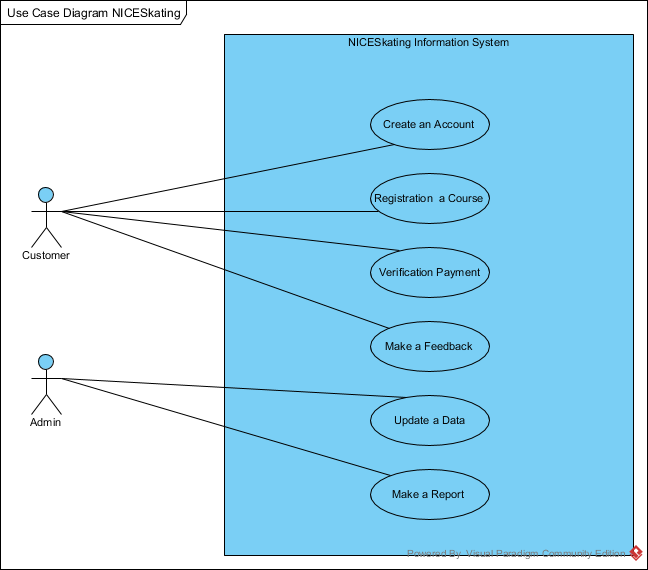 Use Case Diagram NICESkating
NICESkating Information System
Create an Account
Registration a Course
Verification Payment
Make a Feedback
Update a Data
Make a Report
Customer
Admin
Powered By Visual Paradigm Community Edition